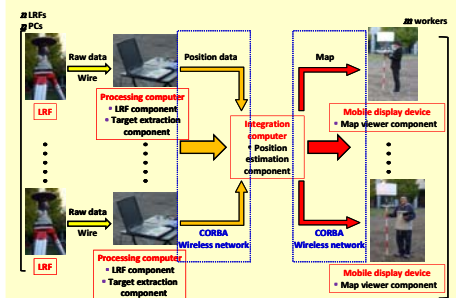 n LRFs
n PCs
m workers
Raw data
Wire
LRF
Processing computer
• LRF component
• Target extraction
component
Position data
Integration
computer
• Position
estimation
component
Map
Mobile display device
• Map viewer component
Raw data
Wire
LRF
Processing computer
• LRF component
• Target extraction
component
CORBA
Wireless network
CORBA
Wireless network
Mobile display device
• Map viewer component